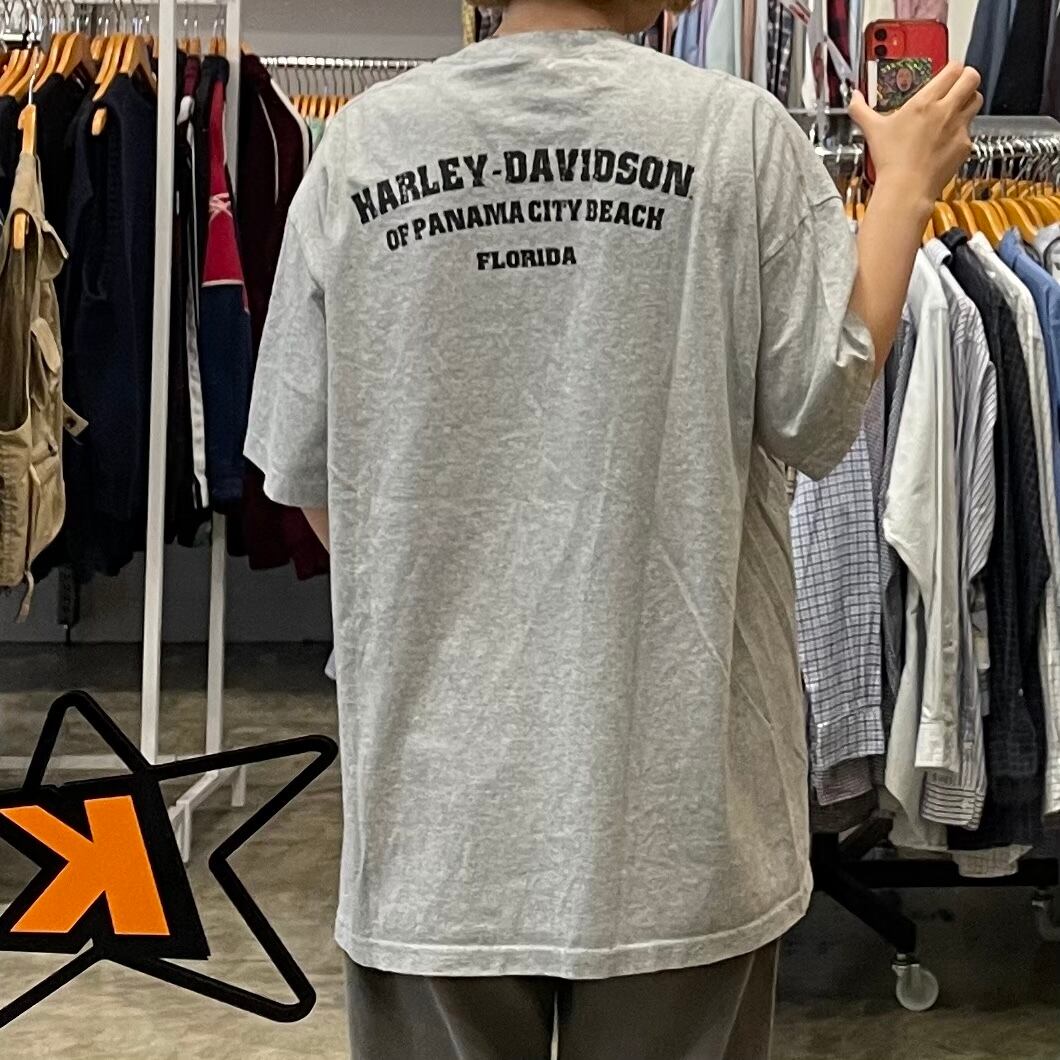 HARLEY-DAVIDSON
OF PANAMA CITY BEACH
FLORIDA
K